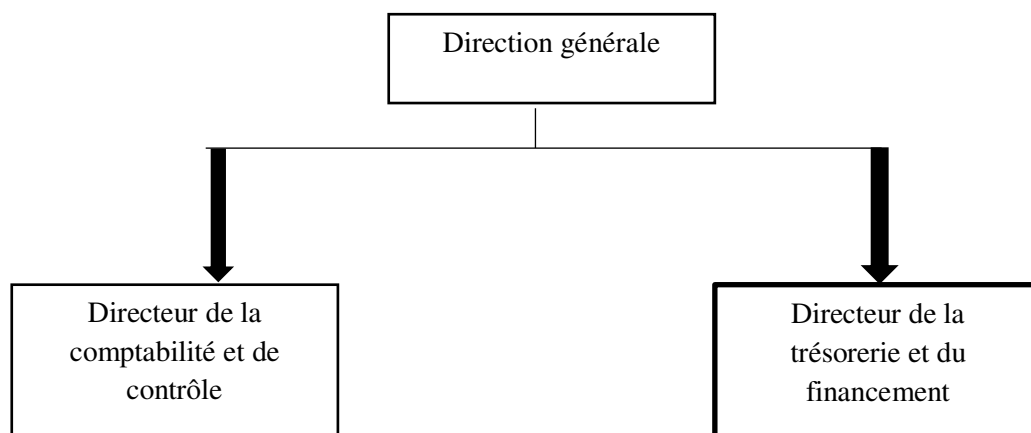 Direction générale
Directeur de la
comptabilité et de
contrôle
Directeur de la
trésorerie et du
financement